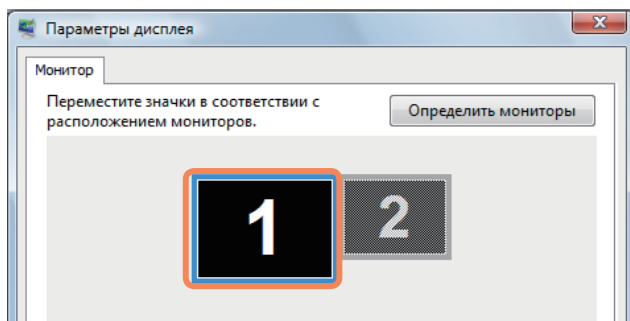 Параметры дисплея
Монитор
Переместите значки в соответствии с
расположением мониторов.
Определить мониторы
1
2